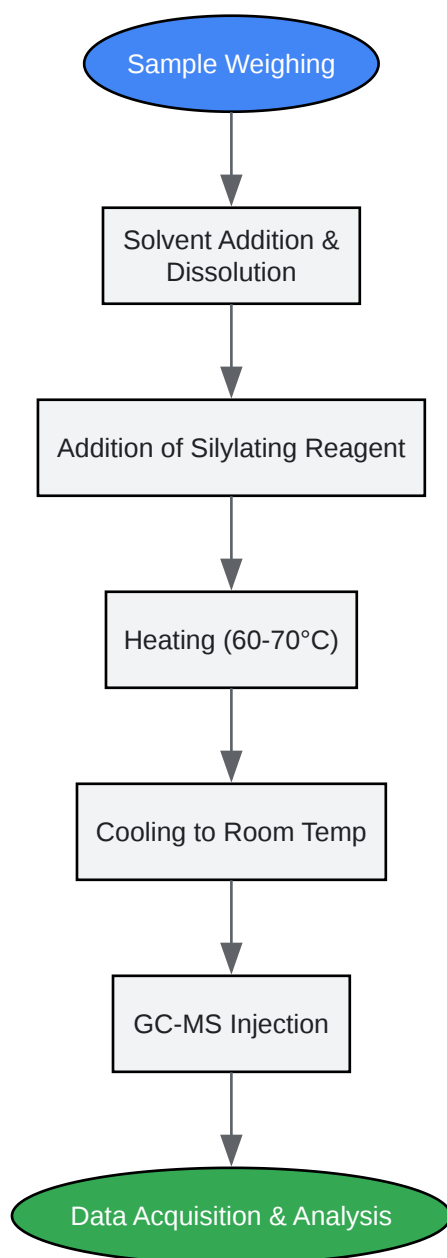 Sample Weighing
Solvent Addition &
Dissolution
Addition of Silylating Reagent
Heating (60-70°C)
Cooling to Room Temp
GC-MS Injection
Data Acquisition & Analysis